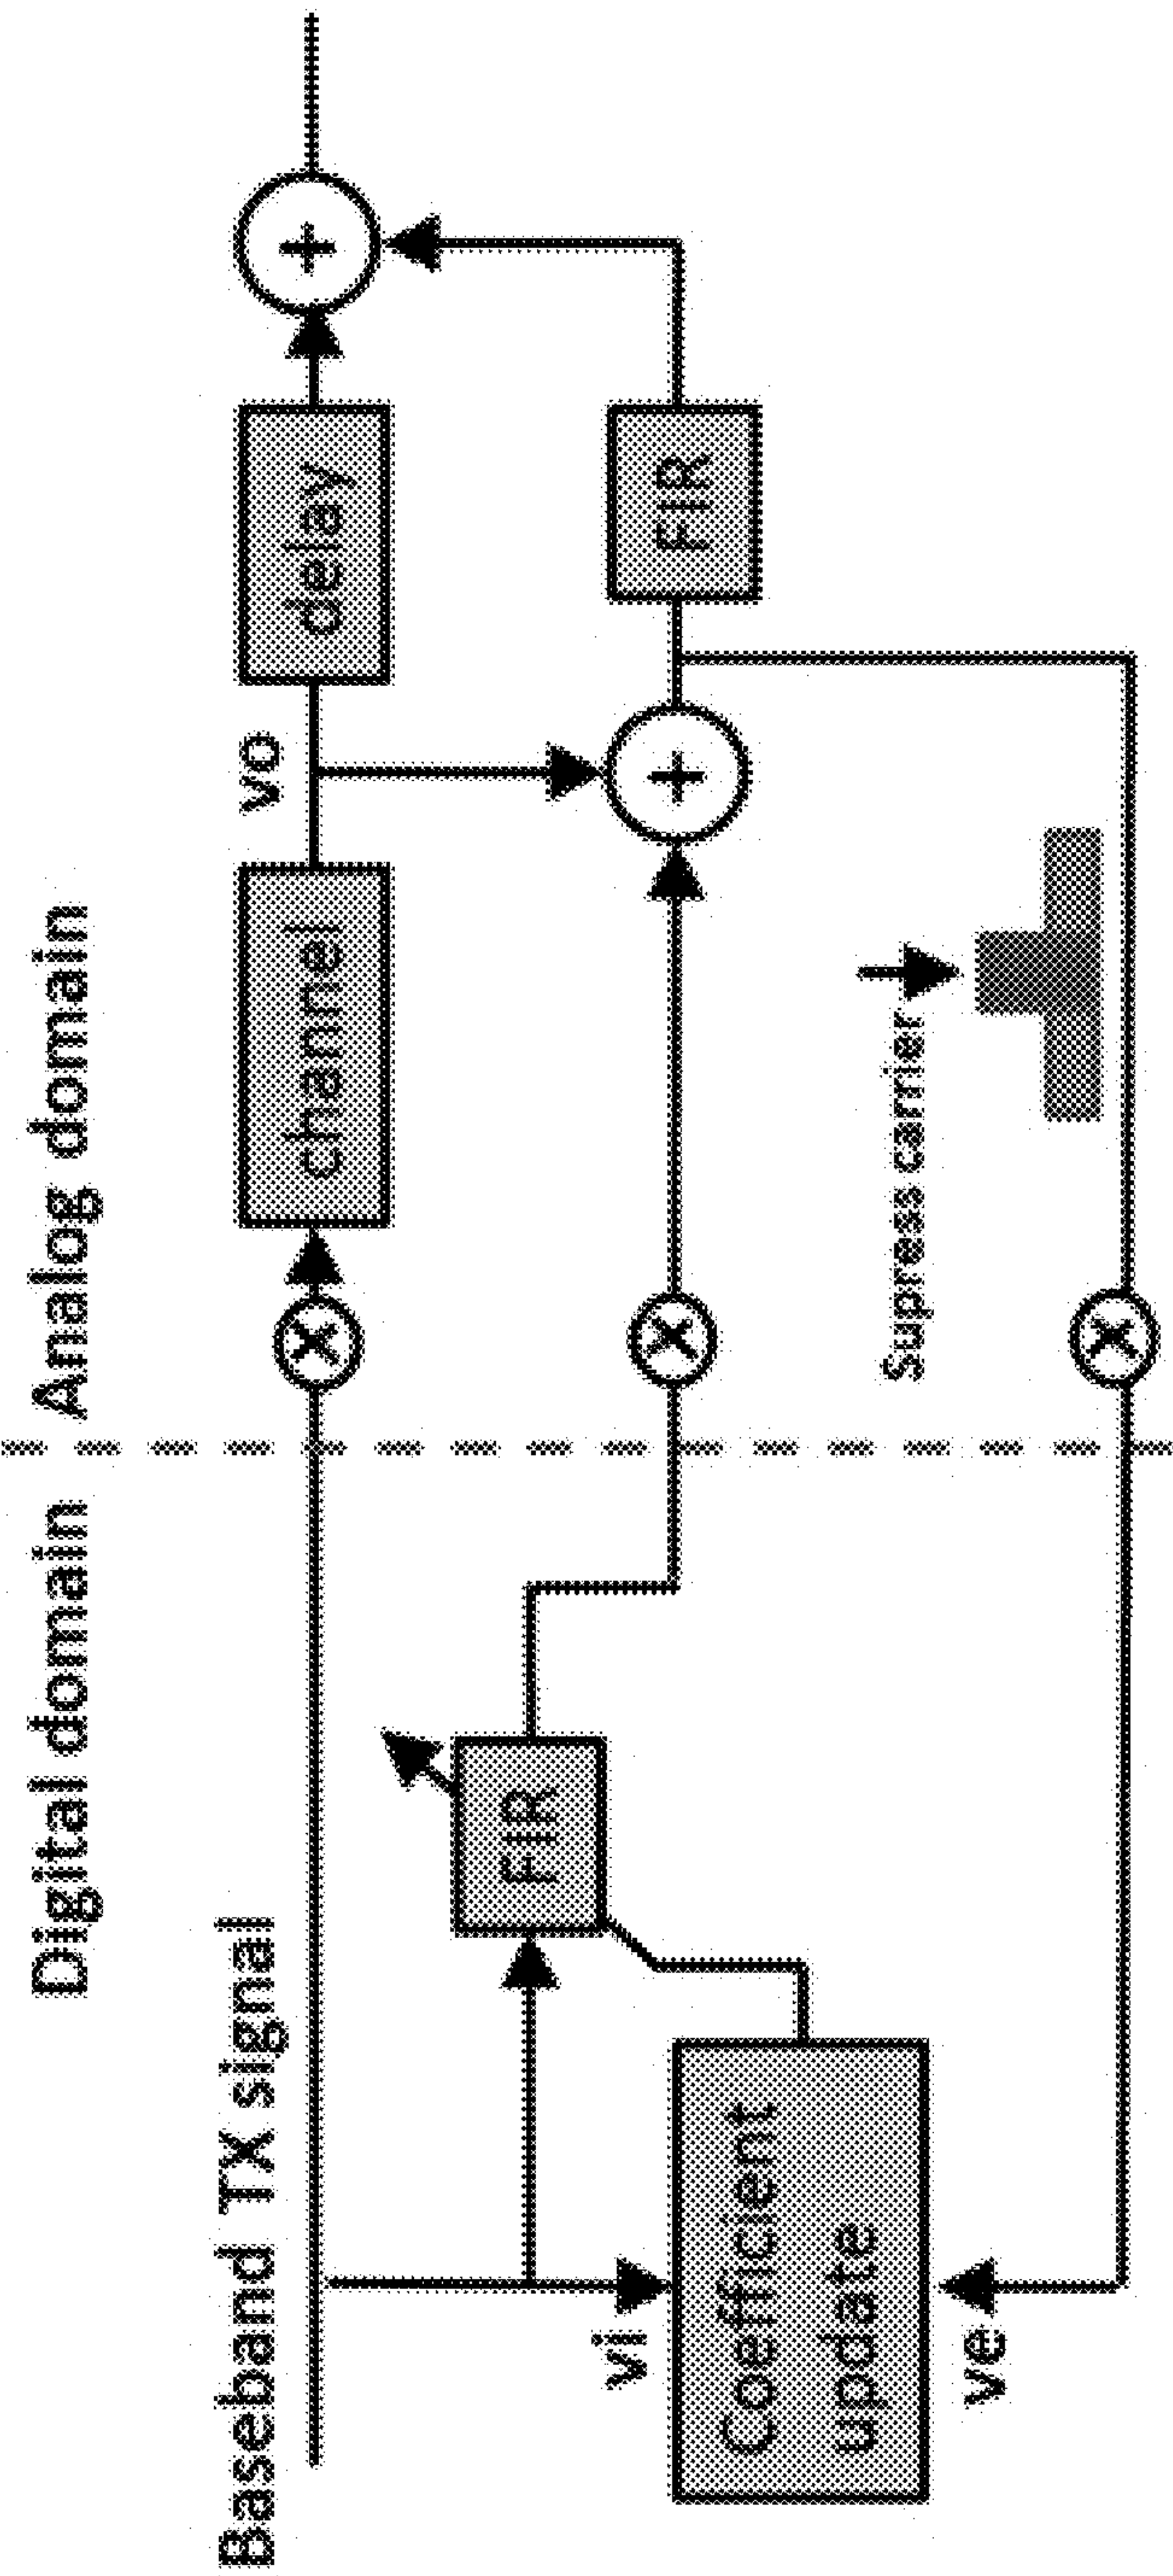 Digital domain
Analog domain
Baseband TX signal
channel
vo
delay
+
FIR
x
x
+
FIR
vi
Coefficient
update
ve
Supress carrier
x